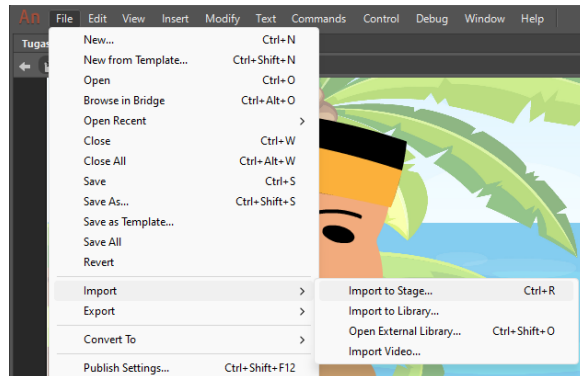 An File Edit View Insert Modify Text Commands Control Debug Window Help
Tugas
New... Ctrl+N
New from Template... Ctrl+Shift+N
Open Ctrl+O
Browse in Bridge Ctrl+Alt+O
Open Recent >
Close Ctrl+W
Close All Ctrl+Alt+W
Save Ctrl+S
Save As... Ctrl+Shift+S
Save as Template...
Save All
Revert
Import >
Export >
Convert To >
Publish Settings... Ctrl+Shift+F12
Import to Stage... Ctrl+R
Import to Library...
Open External Library... Ctrl+Shift+O
Import Video...